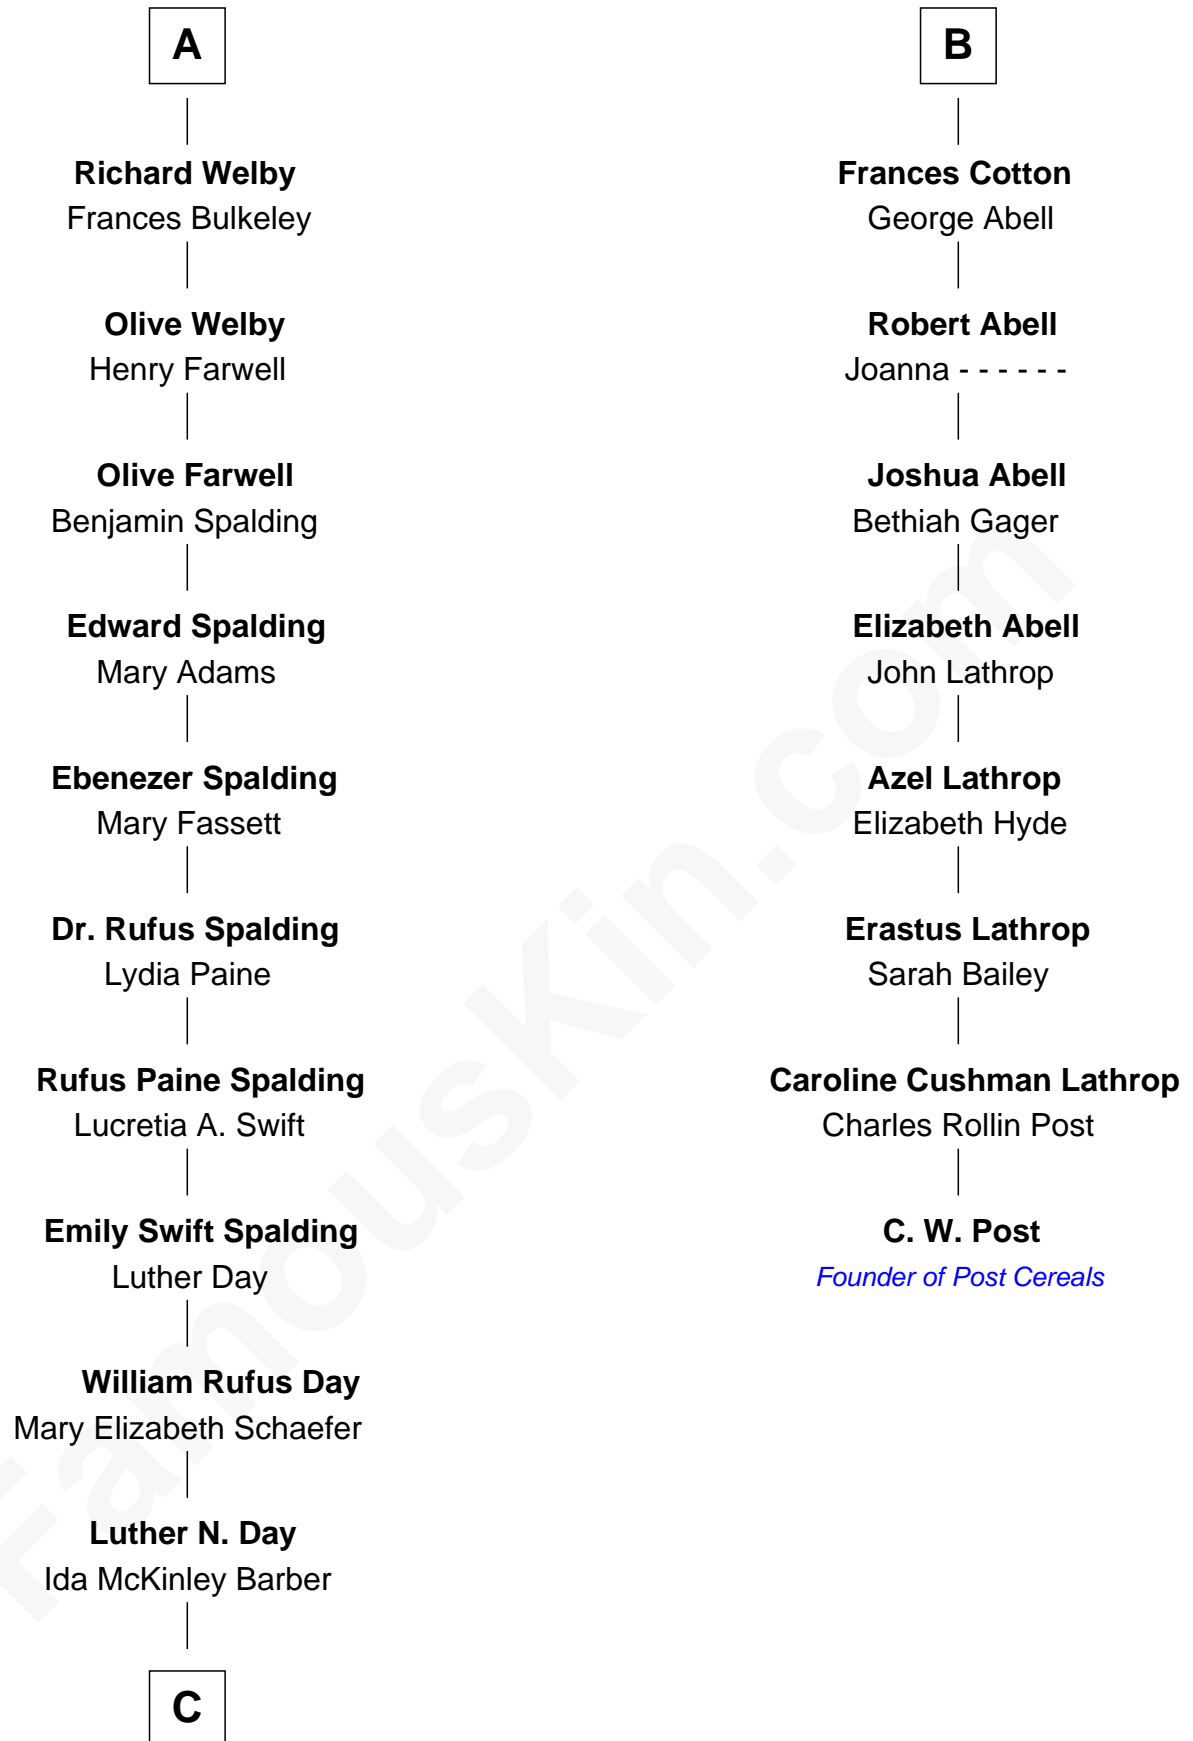 A
Richard Welby
Frances Bulkeley
Olive Welby
Henry Farwell
Olive Farwell
Benjamin Spalding
Edward Spalding
Mary Adams
Ebenezer Spalding
Mary Fassett
Dr. Rufus Spalding
Lydia Paine
Rufus Paine Spalding
Lucretia A. Swift
Emily Swift Spalding
Luther Day
William Rufus Day
Mary Elizabeth Schaefer
Luther N. Day
Ida McKinley Barber
C
B
Frances Cotton
George Abell
Robert Abell
Joanna - - - - - -
Joshua Abell
Bethiah Gager
Elizabeth Abell
John Lathrop
Azel Lathrop
Elizabeth Hyde
Erastus Lathrop
Sarah Bailey
Caroline Cushman Lathrop
Charles Rollin Post
C. W. Post
Founder of Post Cereals
FamousKin.com